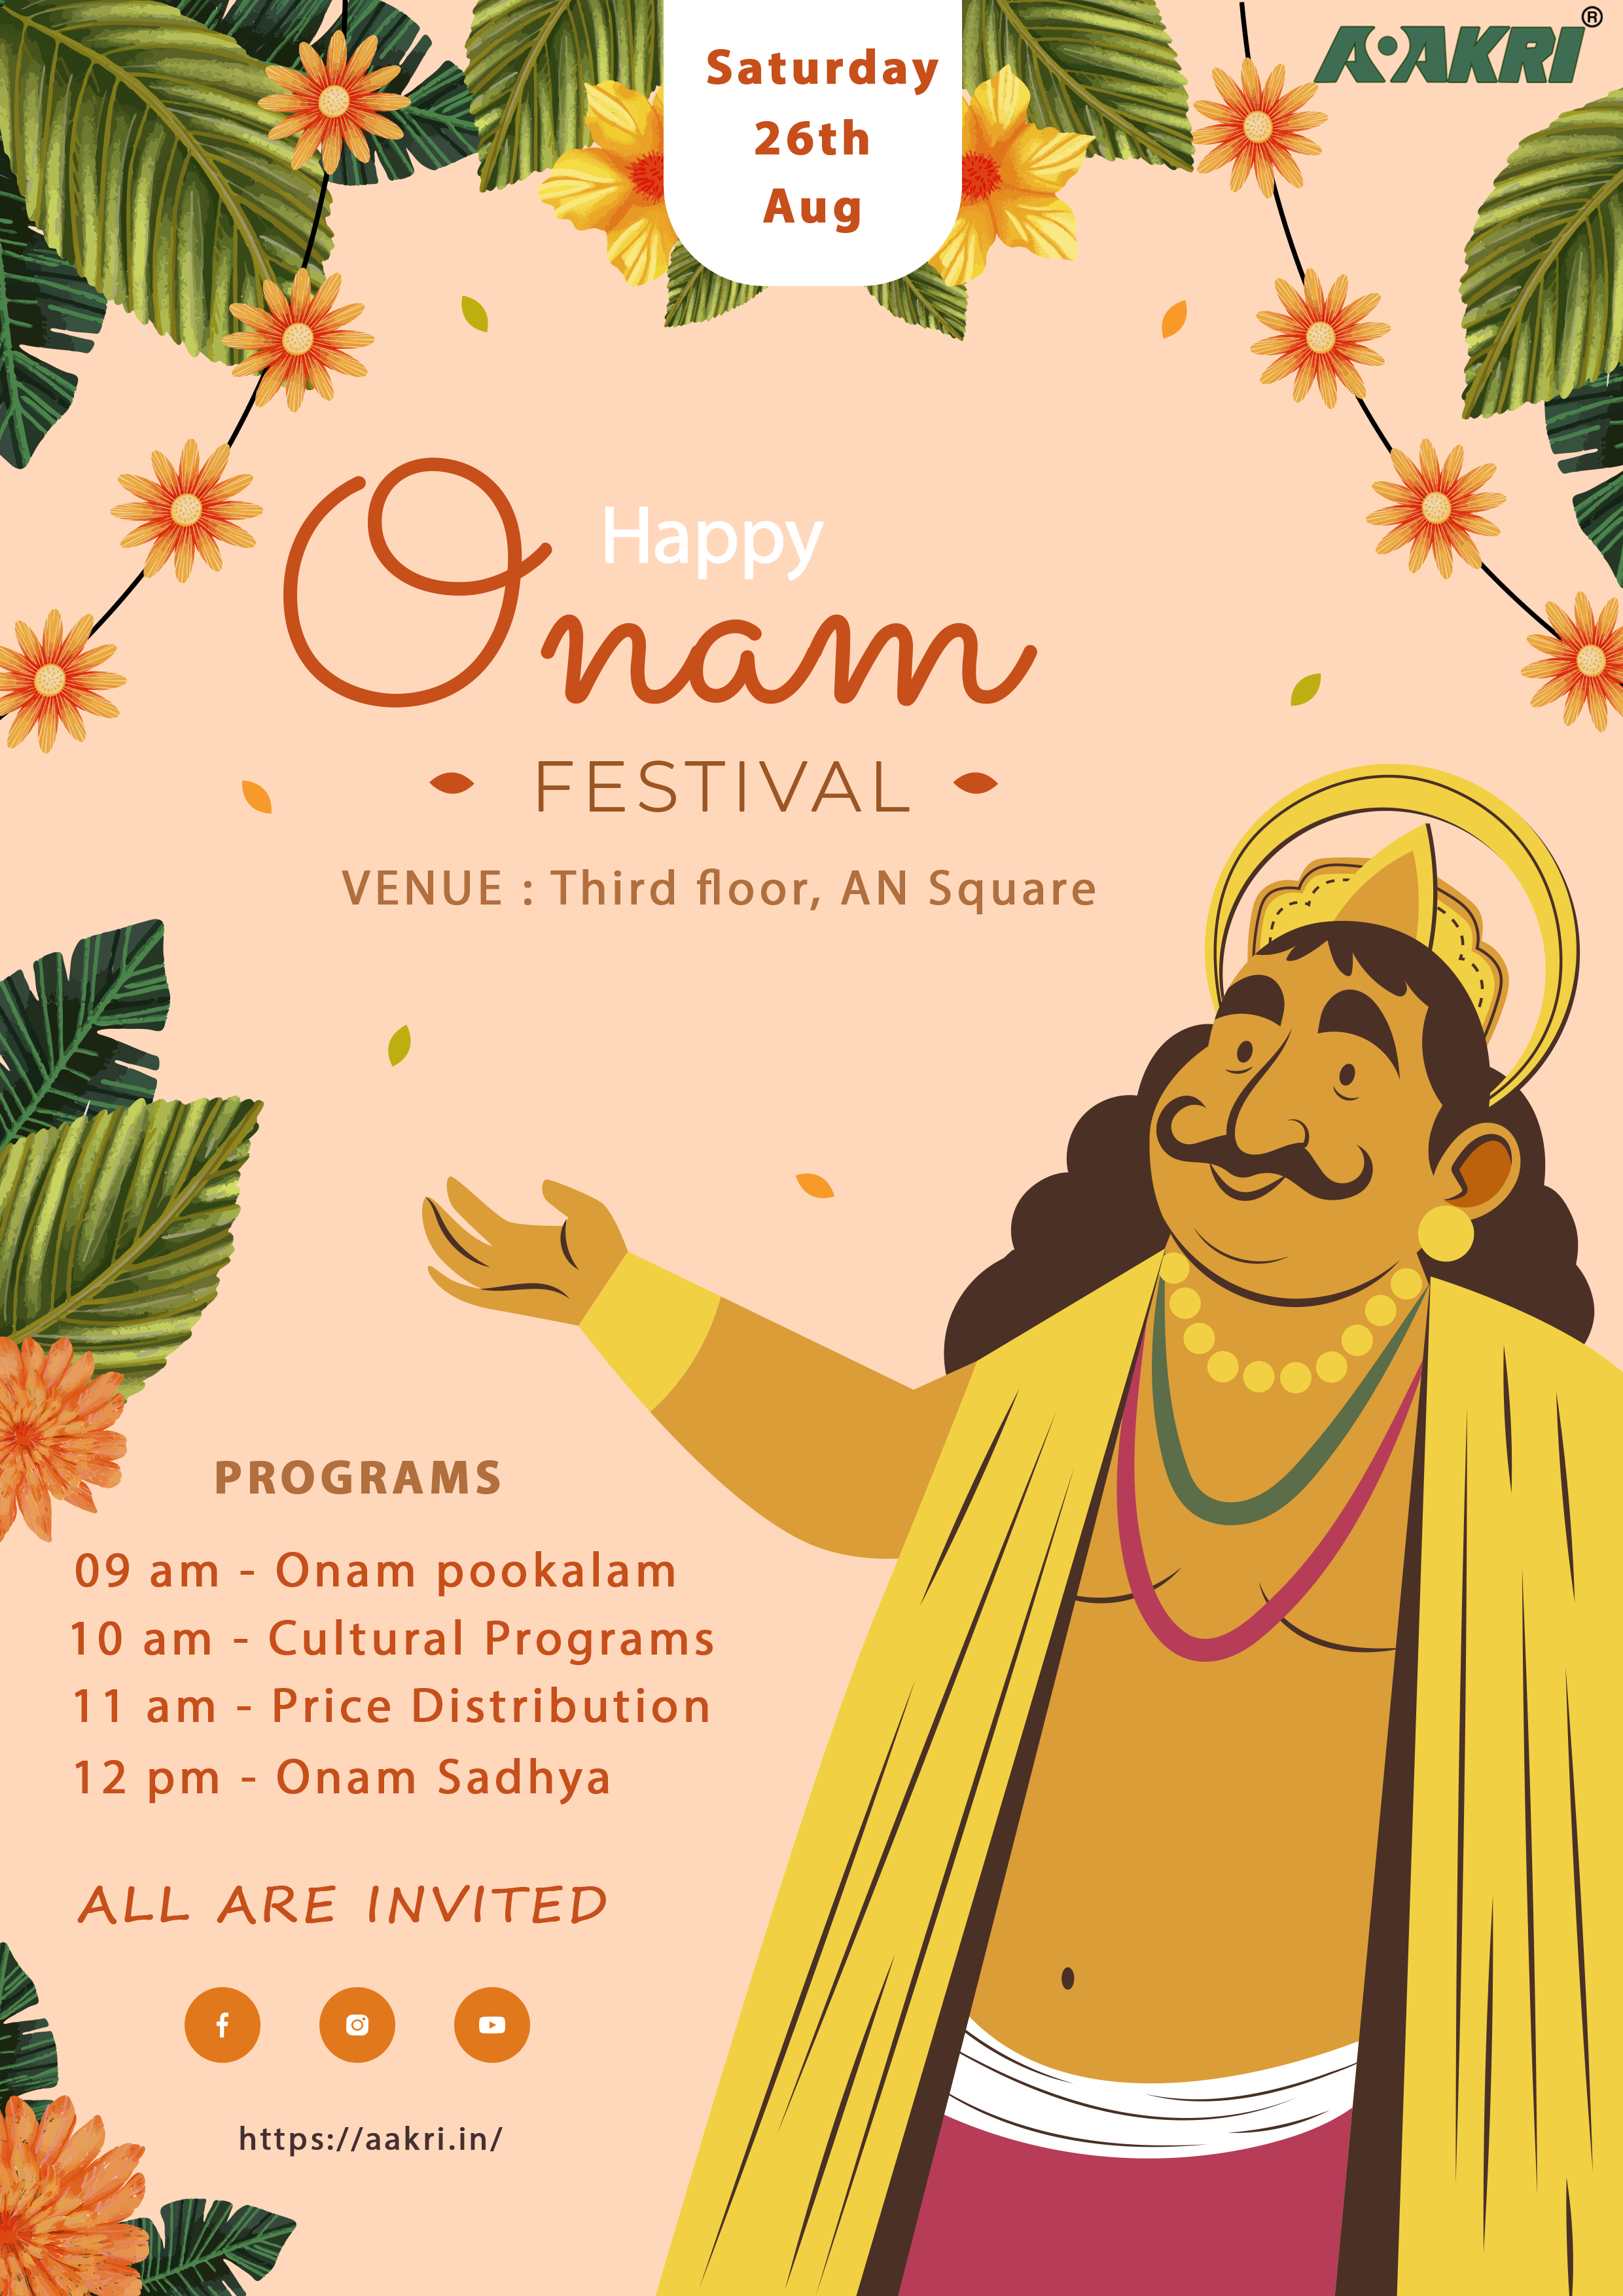 Saturday
26th
Aug
A·AKRI®
Happy
Onam
FESTIVAL
VENUE : Third floor, AN Square
PROGRAMS
09 am - Onam pookalam
10 am - Cultural Programs
11 am - Price Distribution
12 pm - Onam Sadhya
ALL ARE INVITED
https://aakri.in/